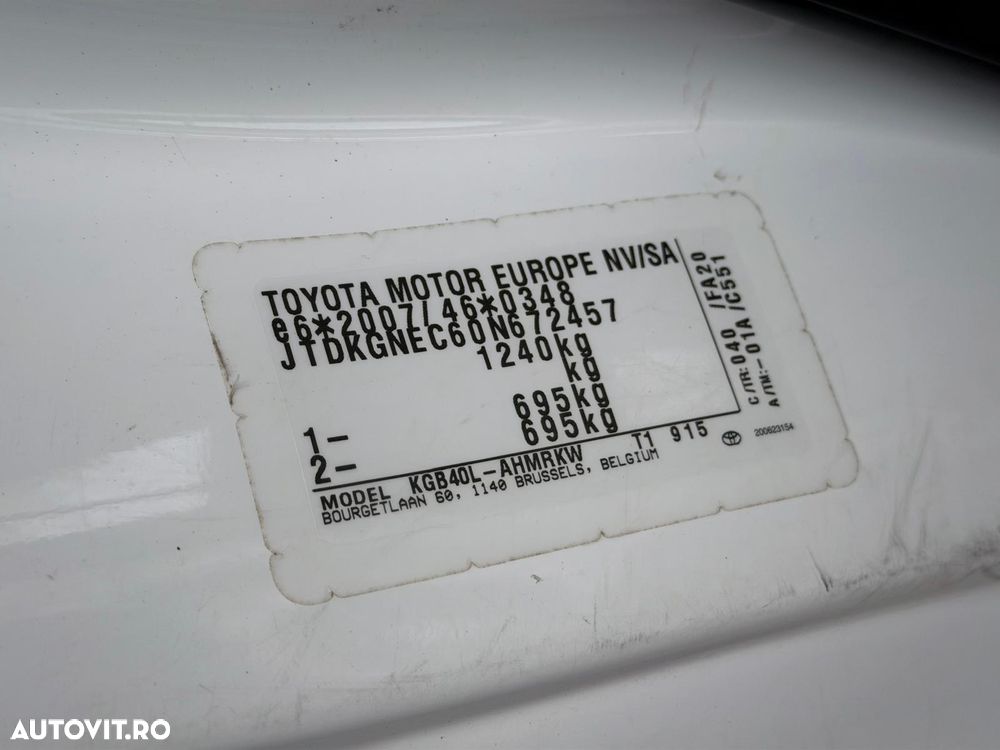 TOYOTA MOTOR EUROPE NV/SA
e6*2007/46*0348
JTDKGNEC60N672457
1240kg
kg
1- 695kg
2- 695kg
MODEL KGB40L-AHMRKW T1 915
BOURGETLAAN 60, 1140 BRUSSELS, BELGIUM
C/TR: 040 /FA20
A/TM:-01A /C551
200623154
AUTOVIT.RO